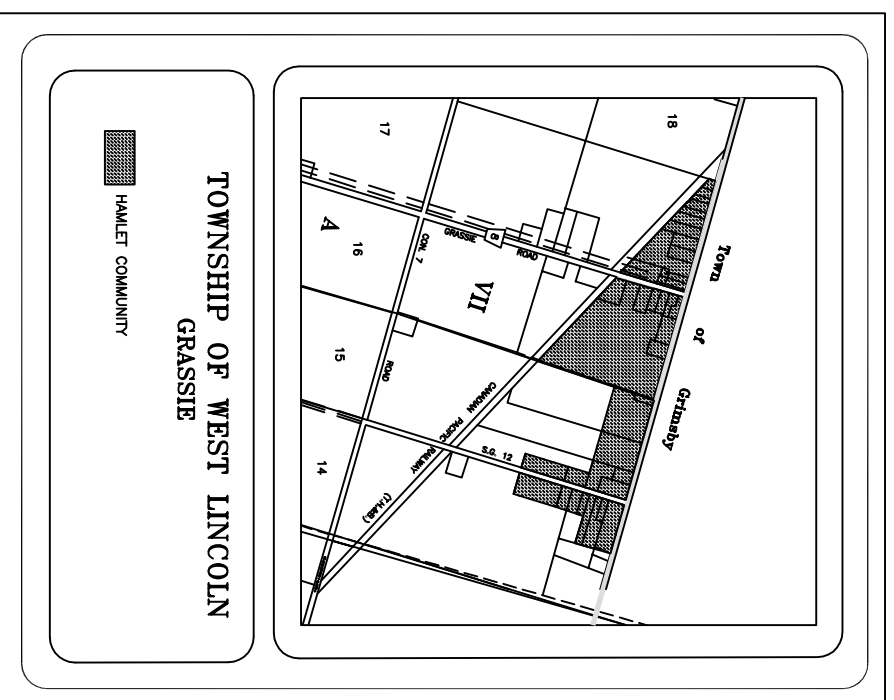 TOWNSHIP OF WEST LINCOLN
GRASSIE
HAMLET COMMUNITY
Town of Grimsby
18
17
16
15
14
A
VII
GRASSIE ROAD
CON. 7 ROAD
S.G. 12
CANADIAN PACIFIC RAILWAY (T.H.&B.)